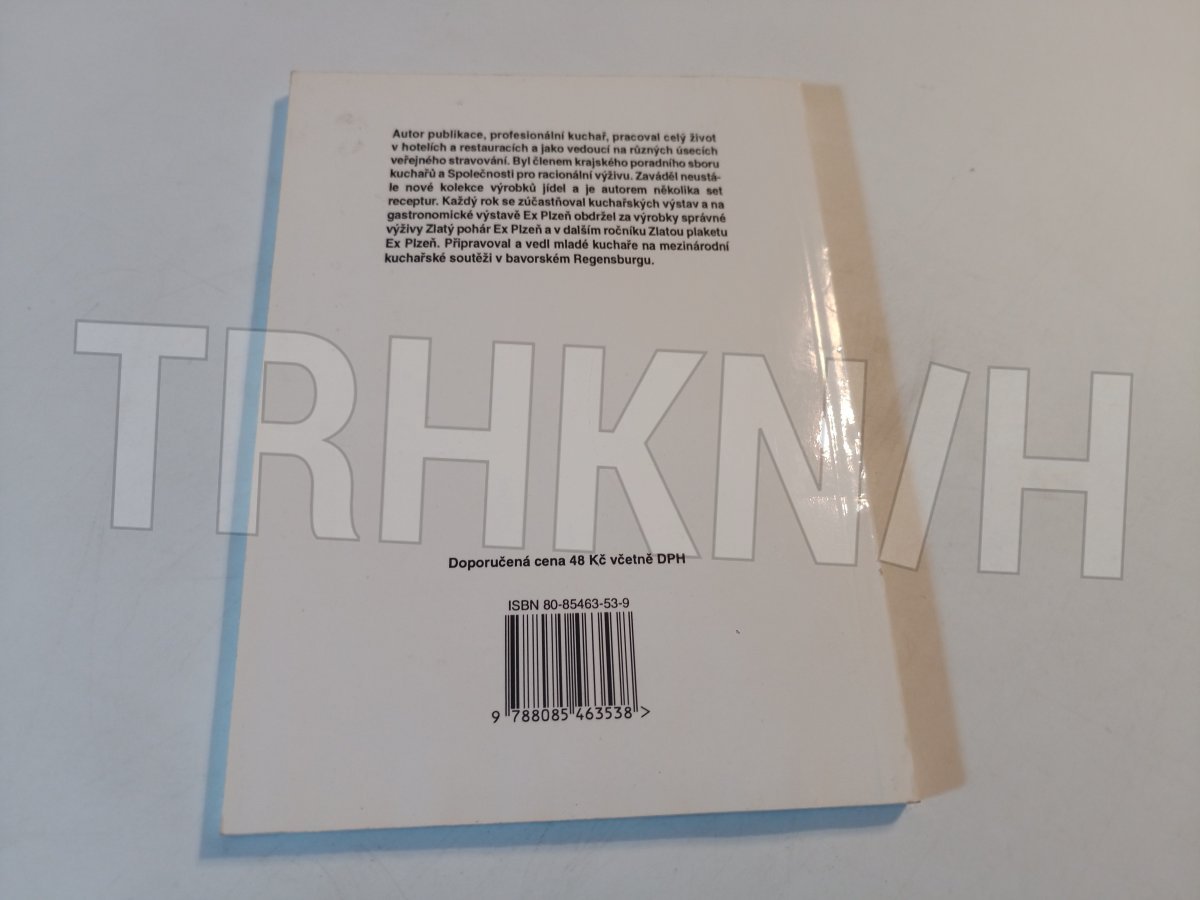 Autor publikace, profesionální kuchař, pracoval celý život
v hotelích a restauracích a jako vedoucí na různých úsecích
veřejného stravování. Byl členem krajského poradního sboru
kuchařů a Společnosti pro racionální výživu. Zaváděl neustá-
le nové kolekce výrobků jídel a je autorem několika set
receptur. Každý rok se zúčastňoval kuchařských výstav a na
gastronomické výstavě Ex Plzeň obdržel za výrobky správné
výživy Zlatý pohár Ex Plzeň a v dalším ročníku Zlatou plaketu
Ex Plzeň. Připravoval a vedl mladé kuchaře na mezinárodní
kuchařské soutěži v bavorském Regensburgu.
TRHKN/H
Doporučená cena 48 Kč včetně DPH
ISBN 80-85463-53-9
9 788085 463538 >